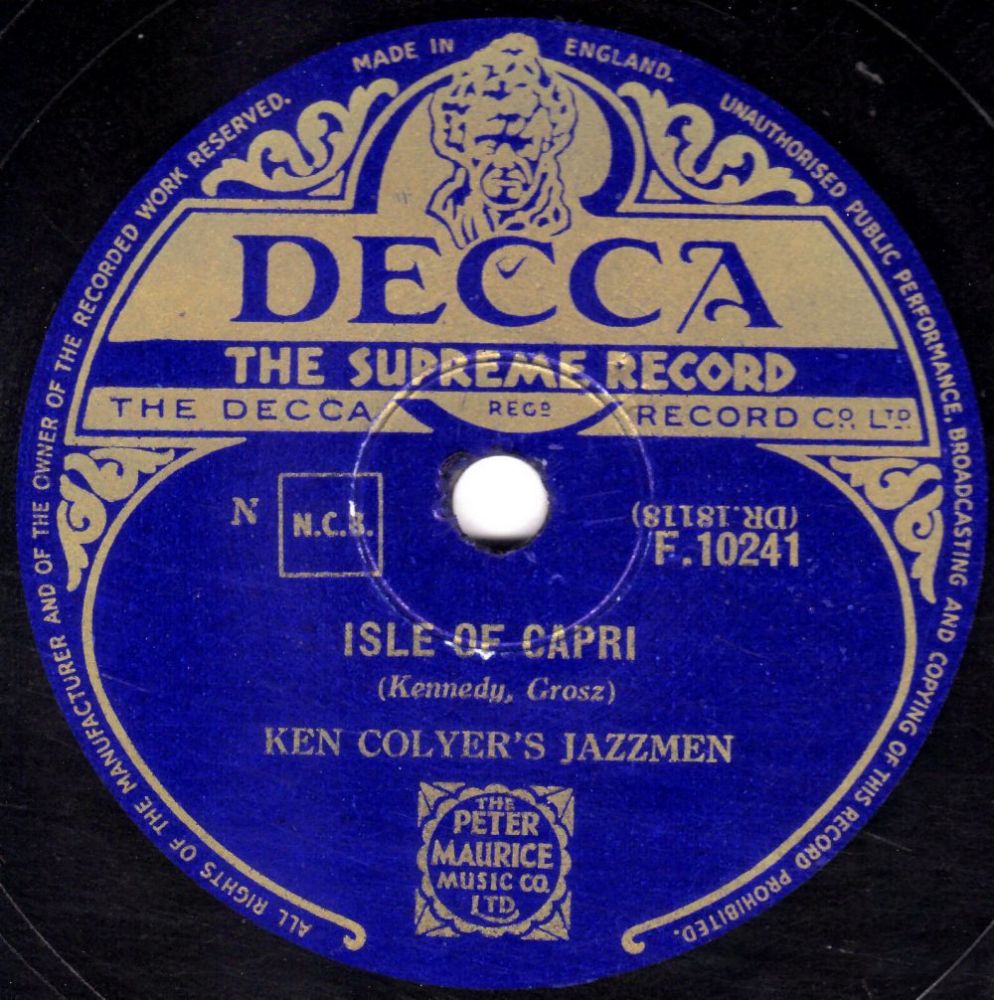 ALL RIGHTS OF THE MANUFACTURER AND OF THE OWNER OF THE RECORDED WORK RESERVED.
MADE IN ENGLAND.
UNAUTHORISED PUBLIC PERFORMANCE, BROADCASTING AND COPYING OF THIS RECORD PROHIBITED.
DECCA
THE SUPREME RECORD
THE DECCA REGD RECORD CO. LTD
N N.C.B. (DR.18118)
F.10241
ISLE OF CAPRI
(Kennedy, Grosz)
KEN COLYER'S JAZZMEN
THE
PETER
MAURICE
MUSIC CO.
LTD.